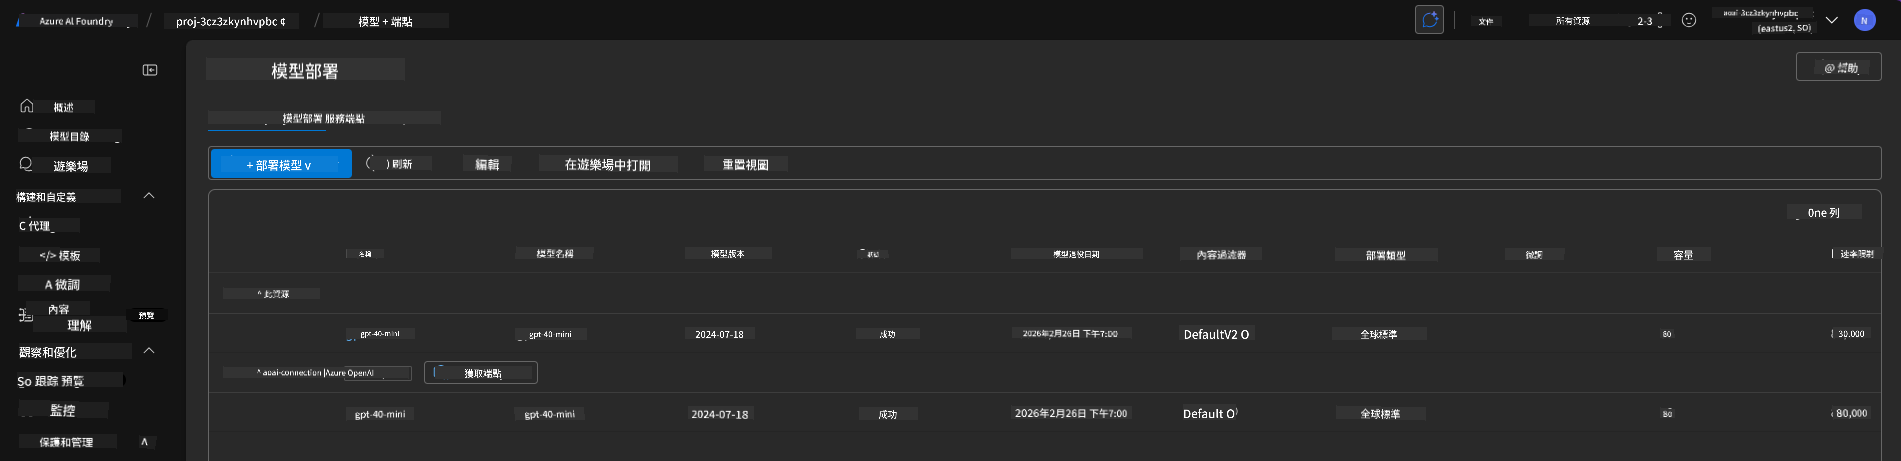 Azure AI Foundry / proj-3cz3zkynhvpbc ¢ / 模型 + 端點
文件 所有資源 2-3 aoai-3cz3zkynhvpbc
(eastus2, S0) N
模型部署
@ 幫助
概述
模型目錄
遊樂場
構建和自定義
C 代理
</> 模板
A 微調
內容
理解 預覽
觀察和優化
So 跟踪 預覽
監控
保護和管理
模型部署 服務端點
+ 部署模型 v ) 刷新 編輯 在遊樂場中打開 重置視圖
One 列
名稱 模型名稱 模型版本 模型退役日期 內容過濾器 部署類型 微調 容量 速率限制
^ 此資源
gpt-40-mini gpt-40-mini 2024-07-18 成功 2026年2月26日 下午7:00 DefaultV2 O 全球標準 80 30,000
^ aoai-connection |Azure OpenAI 獲取端點
gpt-40-mini gpt-40-mini 2024-07-18 成功 2026年2月26日 下午7:00 Default O 全球標準 80 80,000